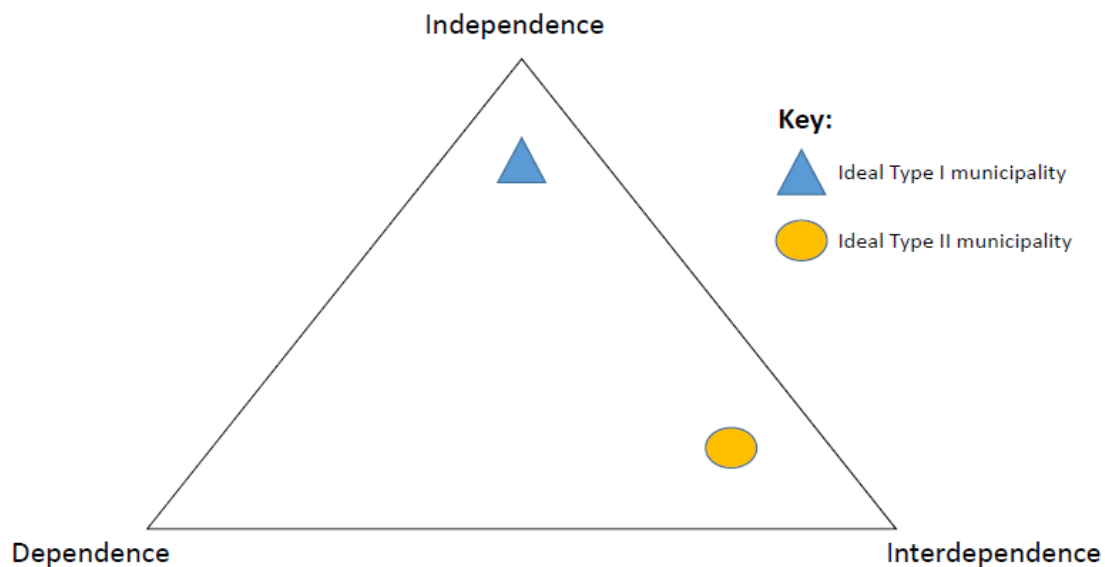 Independence
Key:
Ideal Type I municipality
Ideal Type II municipality
Dependence
Interdependence